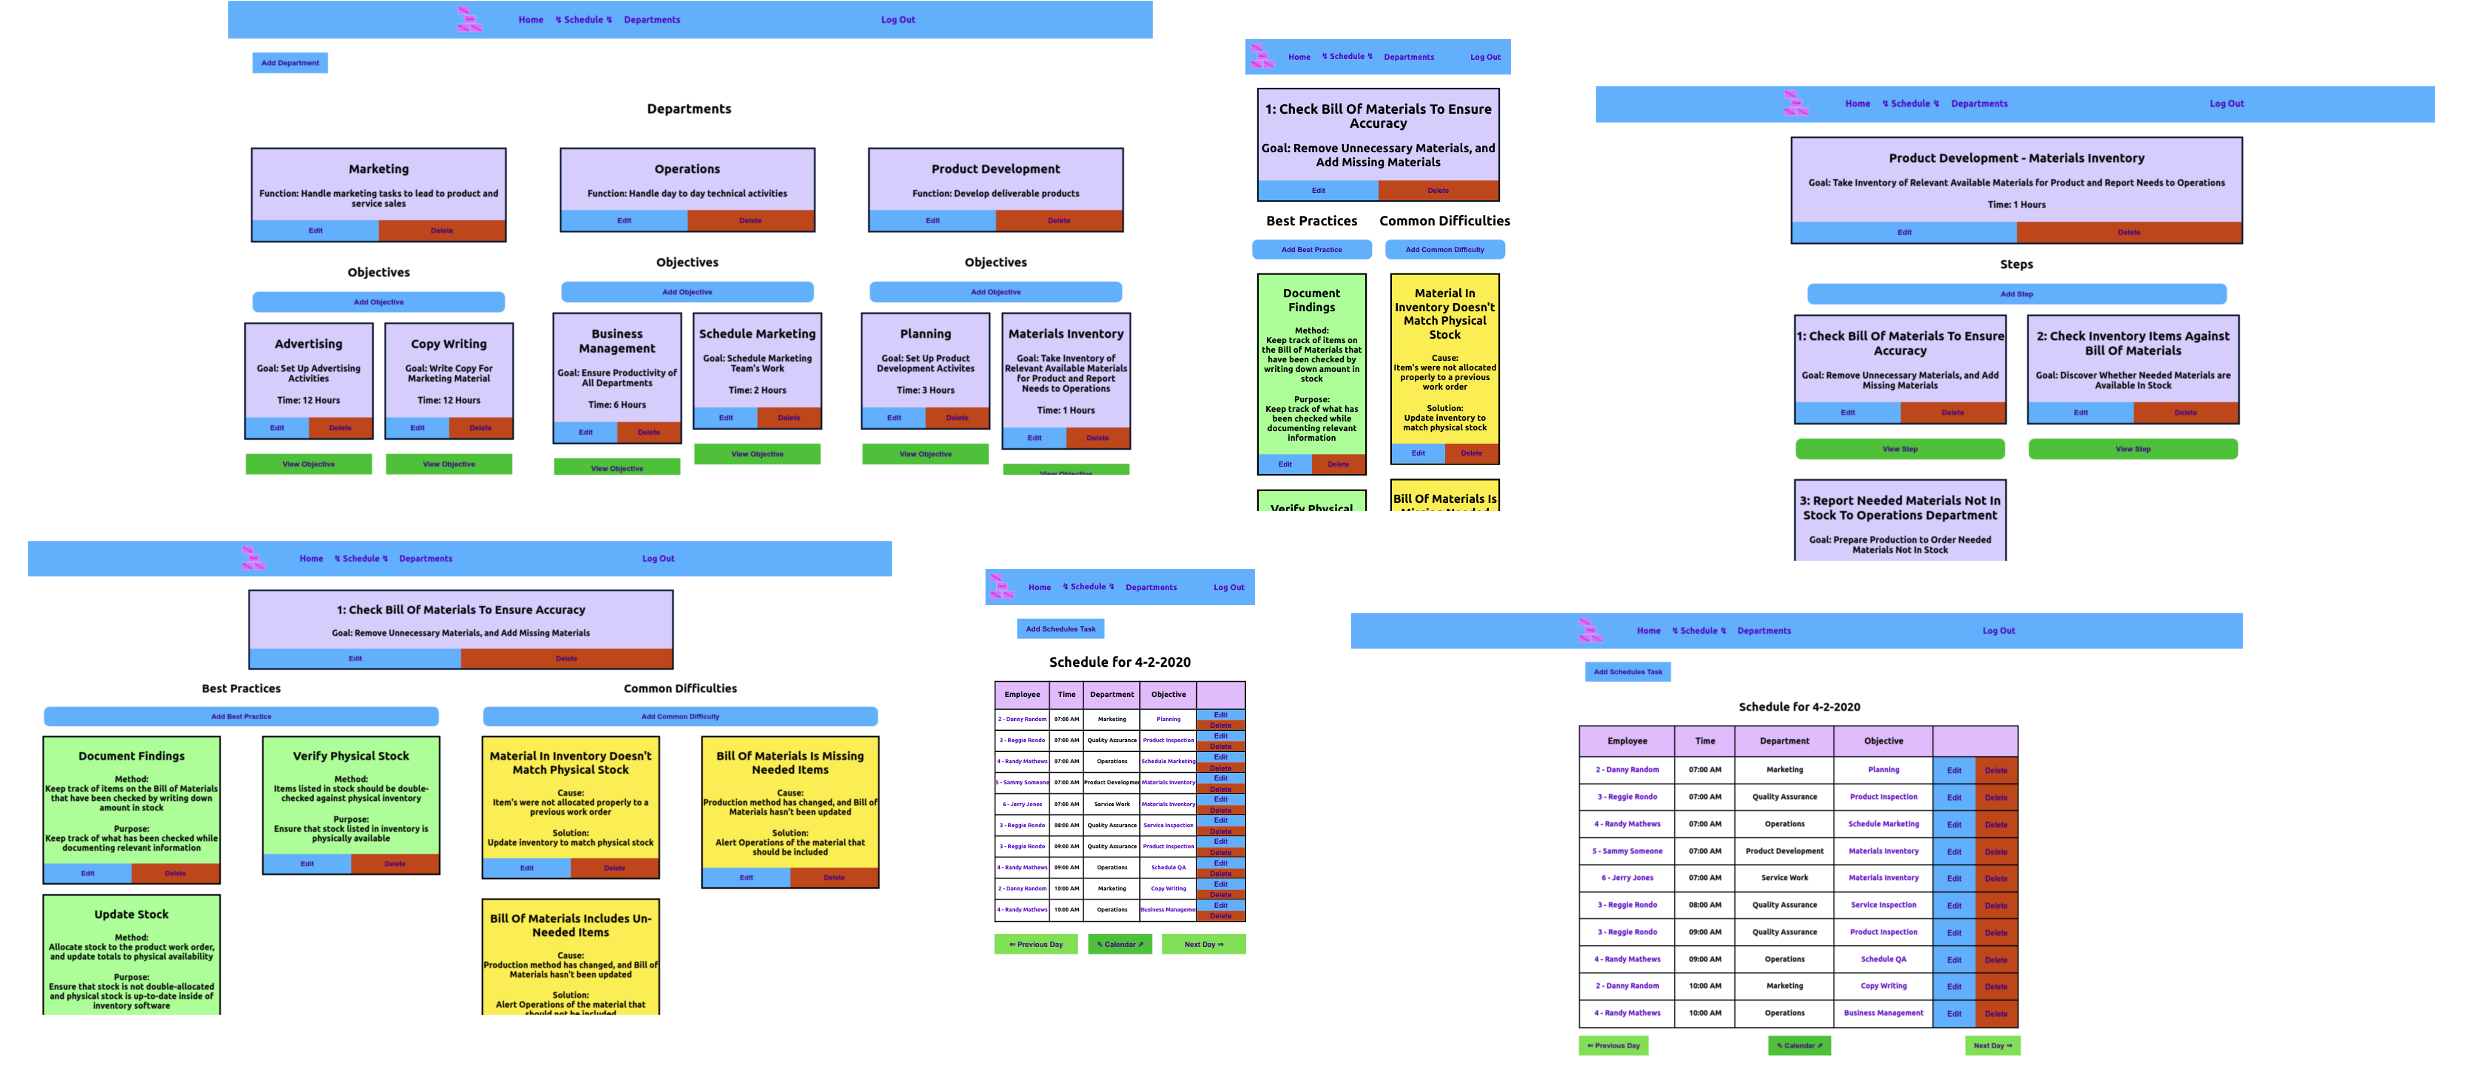 Home ↯ Schedule ↯ Departments Log Out
Add Department
Departments
Marketing
Function: Handle marketing tasks to lead to product and
service sales
Edit Delete
Operations
Function: Handle day to day technical activities
Edit Delete
Product Development
Function: Develop deliverable products
Edit Delete
Objectives
Add Objective
Advertising
Goal: Set Up Advertising
Activities
Time: 12 Hours
Edit Delete
View Objective
Copy Writing
Goal: Write Copy For
Marketing Material
Time: 12 Hours
Edit Delete
View Objective
Objectives
Add Objective
Business
Management
Goal: Ensure Productivity of
All Departments
Time: 6 Hours
Edit Delete
View Objective
Schedule Marketing
Goal: Schedule Marketing
Team's Work
Time: 2 Hours
Edit Delete
View Objective
Objectives
Add Objective
Planning
Goal: Set Up Product
Development Activites
Time: 3 Hours
Edit Delete
View Objective
Materials Inventory
Goal: Take Inventory of
Relevant Available Materials
for Product and Report
Needs to Operations
Time: 1 Hours
Edit Delete
View Objective
Home ↯ Schedule ↯ Departments Log Out
1: Check Bill Of Materials To Ensure
Accuracy
Goal: Remove Unnecessary Materials, and
Add Missing Materials
Edit Delete
Best Practices
Add Best Practice
Document
Findings
Method:
Keep track of items on
the Bill of Materials that
have been checked by
writing down amount in
stock
Purpose:
Keep track of what has
been checked while
documenting relevant
information
Edit Delete
Verify Physical
Common Difficulties
Add Common Difficulty
Material In
Inventory Doesn't
Match Physical
Stock
Cause:
Item's were not allocated
properly to a previous
work order
Solution:
Update inventory to
match physical stock
Edit Delete
Bill Of Materials Is
Missing Needed
Home ↯ Schedule ↯ Departments Log Out
Product Development - Materials Inventory
Goal: Take Inventory of Relevant Available Materials for Product and Report Needs to Operations
Time: 1 Hours
Edit Delete
Steps
Add Step
1: Check Bill Of Materials To Ensure
Accuracy
Goal: Remove Unnecessary Materials, and Add
Missing Materials
Edit Delete
View Step
2: Check Inventory Items Against
Bill Of Materials
Goal: Discover Whether Needed Materials are
Available In Stock
Edit Delete
View Step
3: Report Needed Materials Not In
Stock To Operations Department
Goal: Prepare Production to Order Needed
Materials Not In Stock
Home ↯ Schedule ↯ Departments Log Out
1: Check Bill Of Materials To Ensure Accuracy
Goal: Remove Unnecessary Materials, and Add Missing Materials
Edit Delete
Best Practices
Add Best Practice
Document Findings
Method:
Keep track of items on the Bill of Materials
that have been checked by writing down
amount in stock
Purpose:
Keep track of what has been checked while
documenting relevant information
Edit Delete
Verify Physical Stock
Method:
Items listed in stock should be double-
checked against physical inventory
Purpose:
Ensure that stock listed in inventory is
physically available
Edit Delete
Update Stock
Method:
Allocate stock to the product work order,
and update totals to physical availability
Purpose:
Ensure that stock is not double-allocated
and physical stock is up-to-date inside of
inventory software
Common Difficulties
Add Common Difficulty
Material In Inventory Doesn't
Match Physical Stock
Cause:
Item's were not allocated properly to a
previous work order
Solution:
Update inventory to match physical stock
Edit Delete
Bill Of Materials Is Missing
Needed Items
Cause:
Production method has changed, and Bill of
Materials hasn't been updated
Solution:
Alert Operations of the material that
should be included
Edit Delete
Bill Of Materials Includes Un-
Needed Items
Cause:
Production method has changed, and Bill of
Materials hasn't been updated
Solution:
Alert Operations of the material that
should not be included
Home ↯ Schedule ↯ Departments Log Out
Add Schedules Task
Schedule for 4-2-2020
Employee Time Department Objective
2 - Danny Random 07:00 AM Marketing Planning Edit Delete
3 - Reggie Rondo 07:00 AM Quality Assurance Product Inspection Edit Delete
4 - Randy Mathews 07:00 AM Operations Schedule Marketing Edit Delete
5 - Sammy Someone 07:00 AM Product Developme Materials Inventory Edit Delete
6 - Jerry Jones 07:00 AM Service Work Materials Inventory Edit Delete
3 - Reggie Rondo 08:00 AM Quality Assurance Service Inspection Edit Delete
3 - Reggie Rondo 09:00 AM Quality Assurance Product Inspection Edit Delete
4 - Randy Mathews 09:00 AM Operations Schedule QA Edit Delete
2 - Danny Random 10:00 AM Marketing Copy Writing Edit Delete
4 - Randy Mathews 10:00 AM Operations Business Manageme Edit Delete
⇐ Previous Day ⇖ Calendar ⇗ Next Day ⇒
Home ↯ Schedule ↯ Departments Log Out
Add Schedules Task
Schedule for 4-2-2020
Employee Time Department Objective
2 - Danny Random 07:00 AM Marketing Planning Edit Delete
3 - Reggie Rondo 07:00 AM Quality Assurance Product Inspection Edit Delete
4 - Randy Mathews 07:00 AM Operations Schedule Marketing Edit Delete
5 - Sammy Someone 07:00 AM Product Development Materials Inventory Edit Delete
6 - Jerry Jones 07:00 AM Service Work Materials Inventory Edit Delete
3 - Reggie Rondo 08:00 AM Quality Assurance Service Inspection Edit Delete
3 - Reggie Rondo 09:00 AM Quality Assurance Product Inspection Edit Delete
4 - Randy Mathews 09:00 AM Operations Schedule QA Edit Delete
2 - Danny Random 10:00 AM Marketing Copy Writing Edit Delete
4 - Randy Mathews 10:00 AM Operations Business Management Edit Delete
⇐ Previous Day ⇖ Calendar ⇗ Next Day ⇒